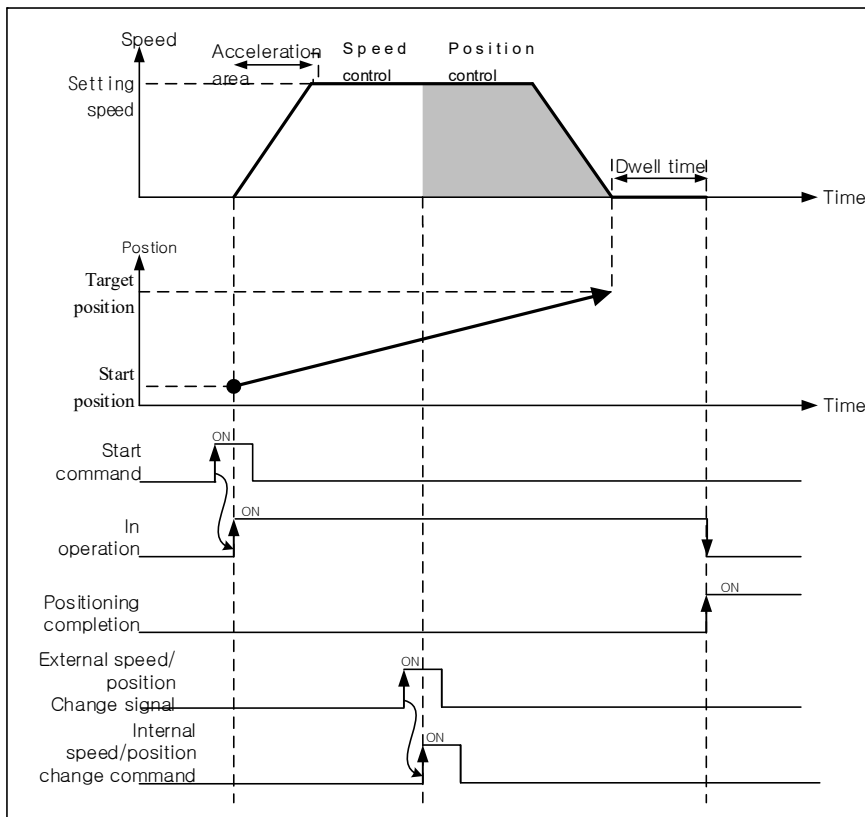 Speed
Acceleration
area
Speed
control
Position
control
Setting
speed
Dwell time
Time
Postion
Target
position
Start
position
Time
ON
Start
command
ON
In
operation
ON
Positioning
completion
External speed/
position
Change signal
ON
Internal
speed/position
change command
ON